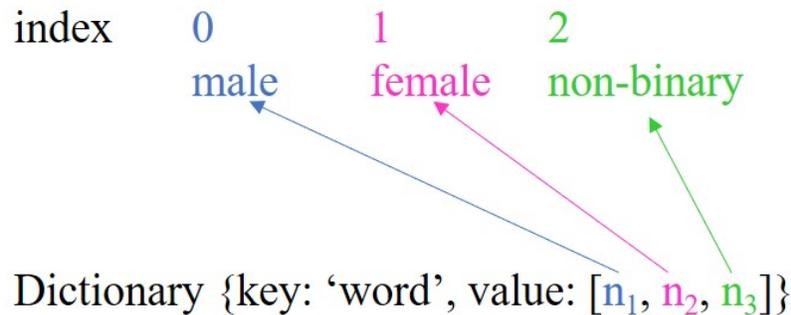 index 0 1 2
male female non-binary
Dictionary {key: ‘word’, value: [n₁, n₂, n₃]}